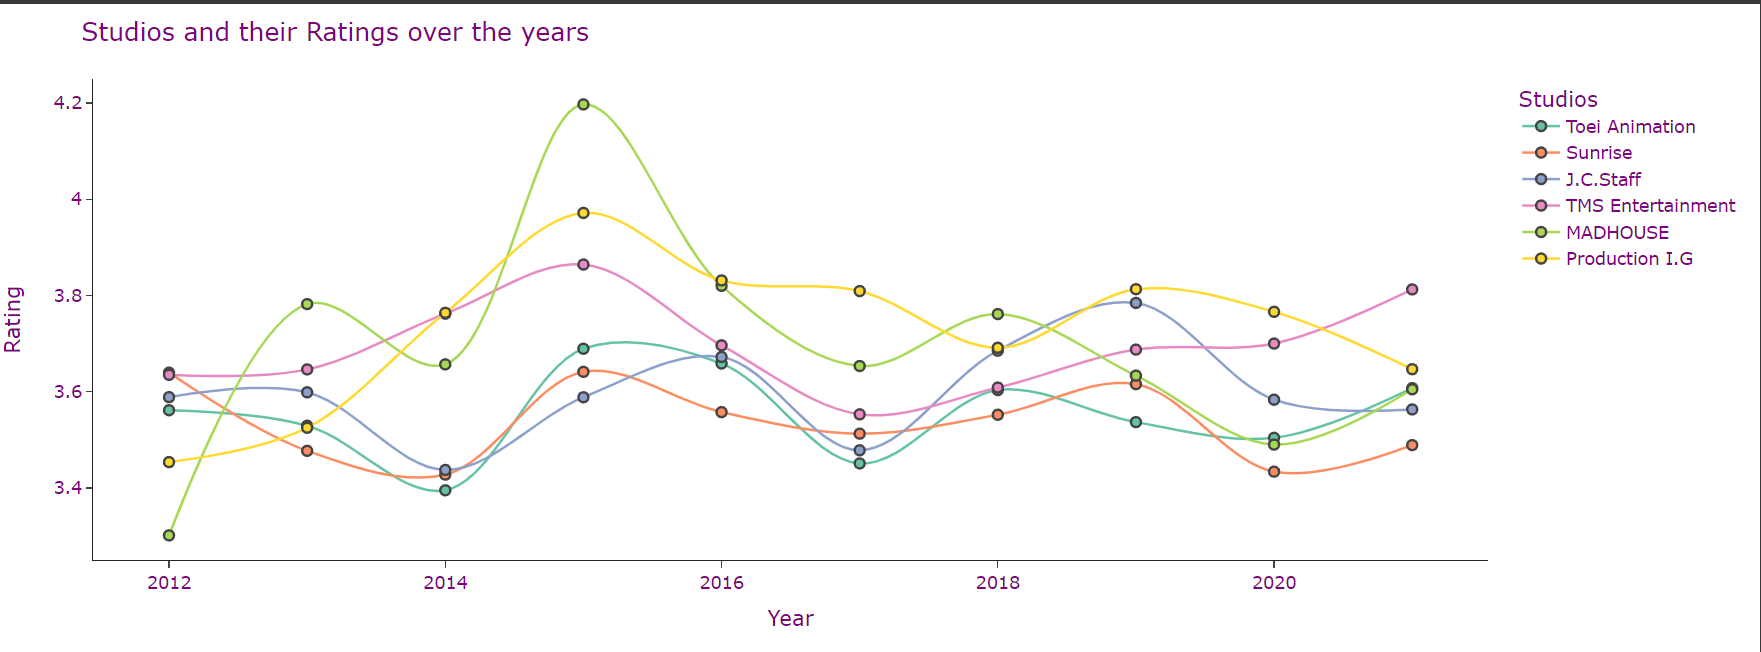 Studios and their Ratings over the years
4.2
4
3.8
3.6
3.4
Rating
2012
2014
2016
2018
2020
Year
Studios
Toei Animation
Sunrise
J.C.Staff
TMS Entertainment
MADHOUSE
Production I.G